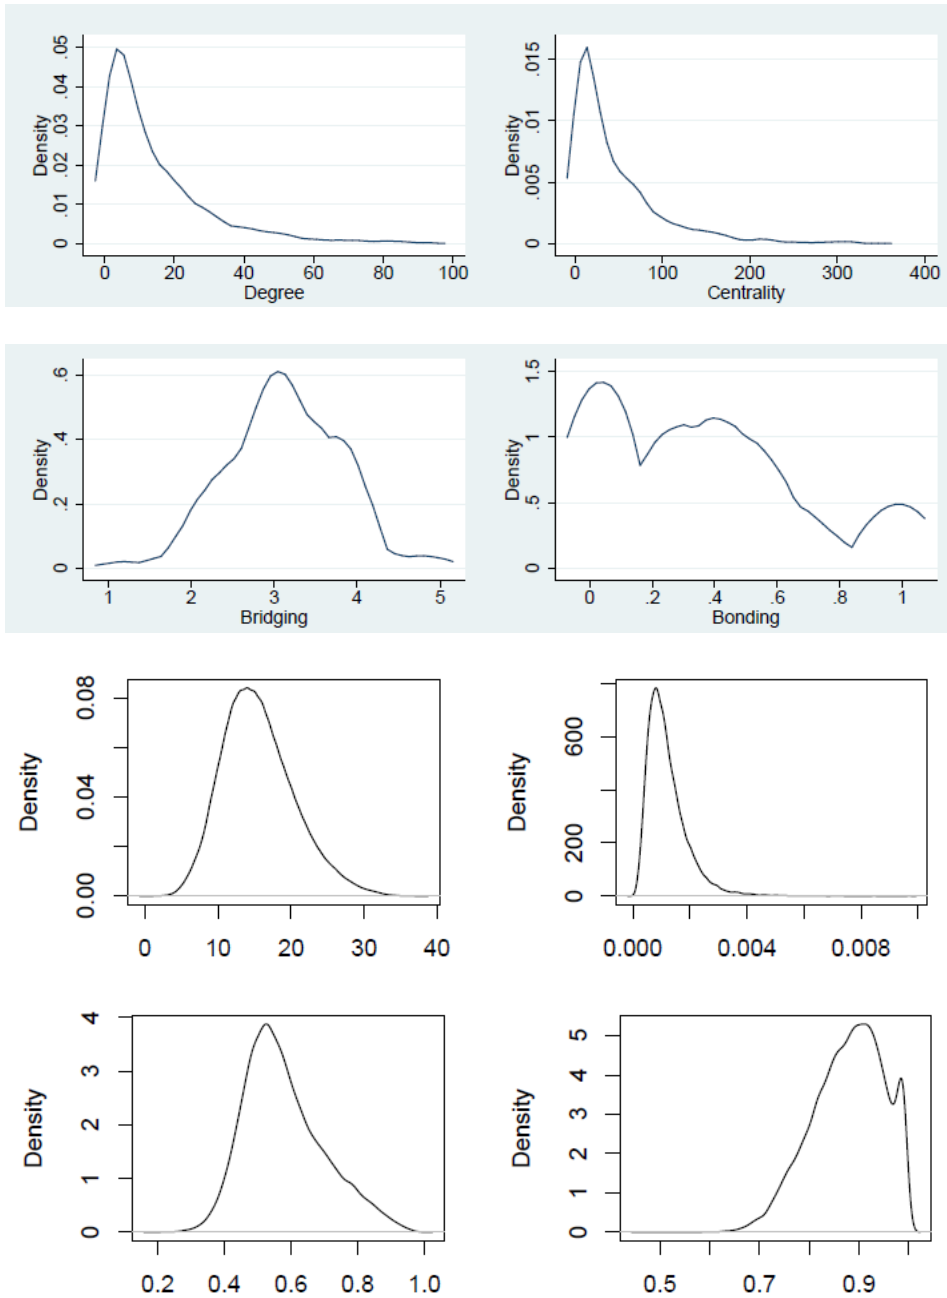 Density
.05
.04
.03
.02
.01
0
0 20 40 60 80 100
Degree
Density
.015
.01
.005
0
0 100 200 300 400
Centrality
Density
.6
.4
.2
0
1 2 3 4 5
Bridging
Density
1.5
1
.5
0
0 .2 .4 .6 .8 1
Bonding
Density
0.08
0.04
0.00
0 10 20 30 40
Density
600
200
0
0.000 0.004 0.008
Density
4
3
2
1
0
0.2 0.4 0.6 0.8 1.0
Density
5
4
3
2
1
0
0.5 0.7 0.9